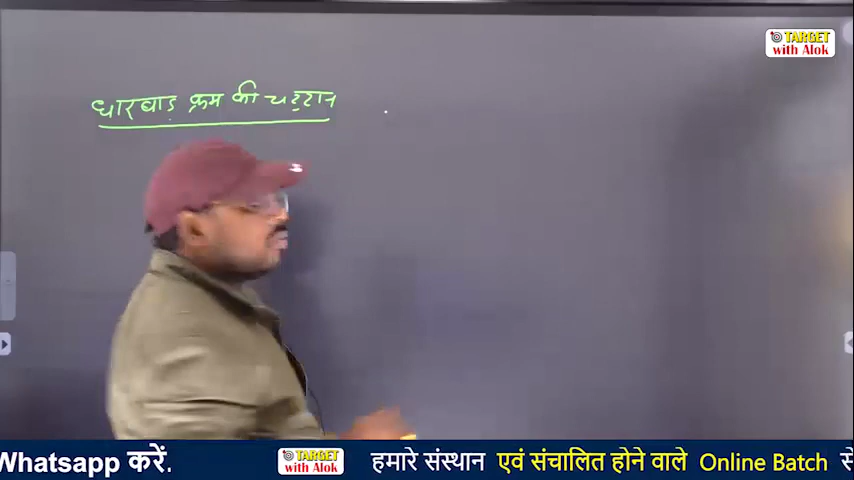 TARGET
with Alok
धारवाड़ क्रम की चट्टान
Whatsapp करें.
TARGET
with Alok
हमारे संस्थान एवं संचालित होने वाले Online Batch से